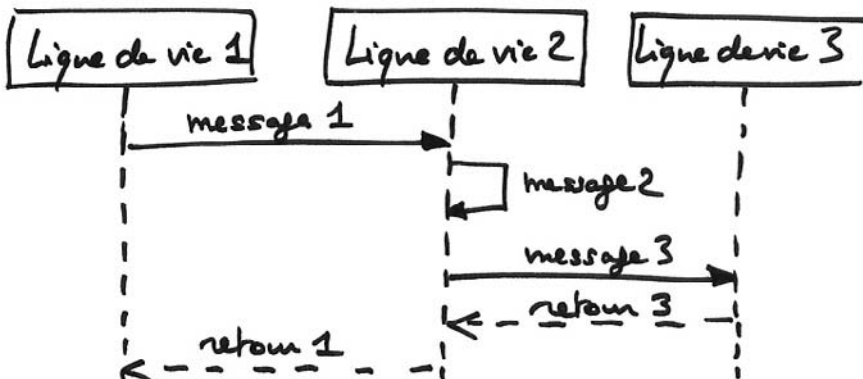 Ligne de vie 1
Ligne de vie 2
Ligne de vie 3
message 1
message 2
message 3
retour 3
retour 1